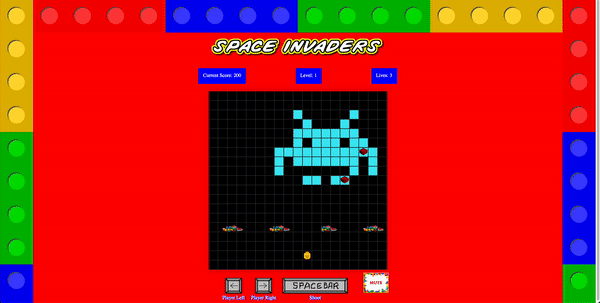 SPACE INVADERS
Current Score: 200
Level: 1
Lives: 3
SPACEBAR
MUTE
Player Left
Player Right
Shoot